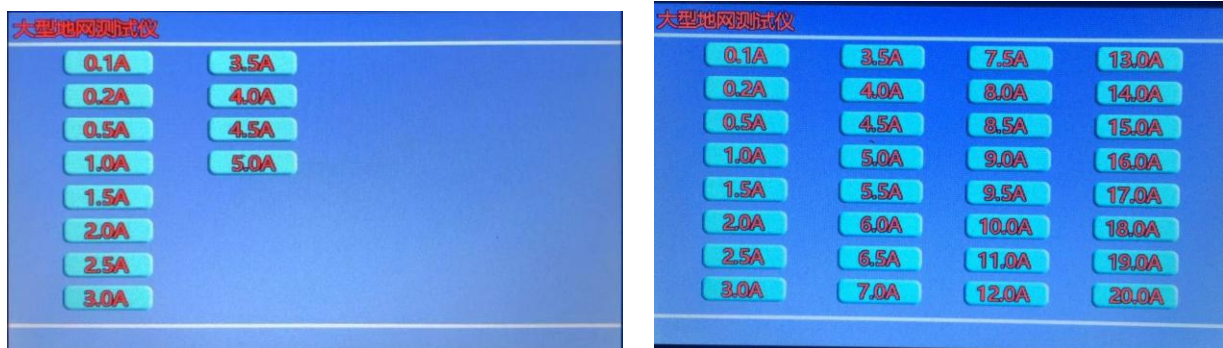 大型地网测试仪
0.1A 3.5A
0.2A 4.0A
0.5A 4.5A
1.0A 5.0A
1.5A
2.0A
2.5A
3.0A
大型地网测试仪
0.1A 3.5A 7.5A 13.0A
0.2A 4.0A 8.0A 14.0A
0.5A 4.5A 8.5A 15.0A
1.0A 5.0A 9.0A 16.0A
1.5A 5.5A 9.5A 17.0A
2.0A 6.0A 10.0A 18.0A
2.5A 6.5A 11.0A 19.0A
3.0A 7.0A 12.0A 20.0A